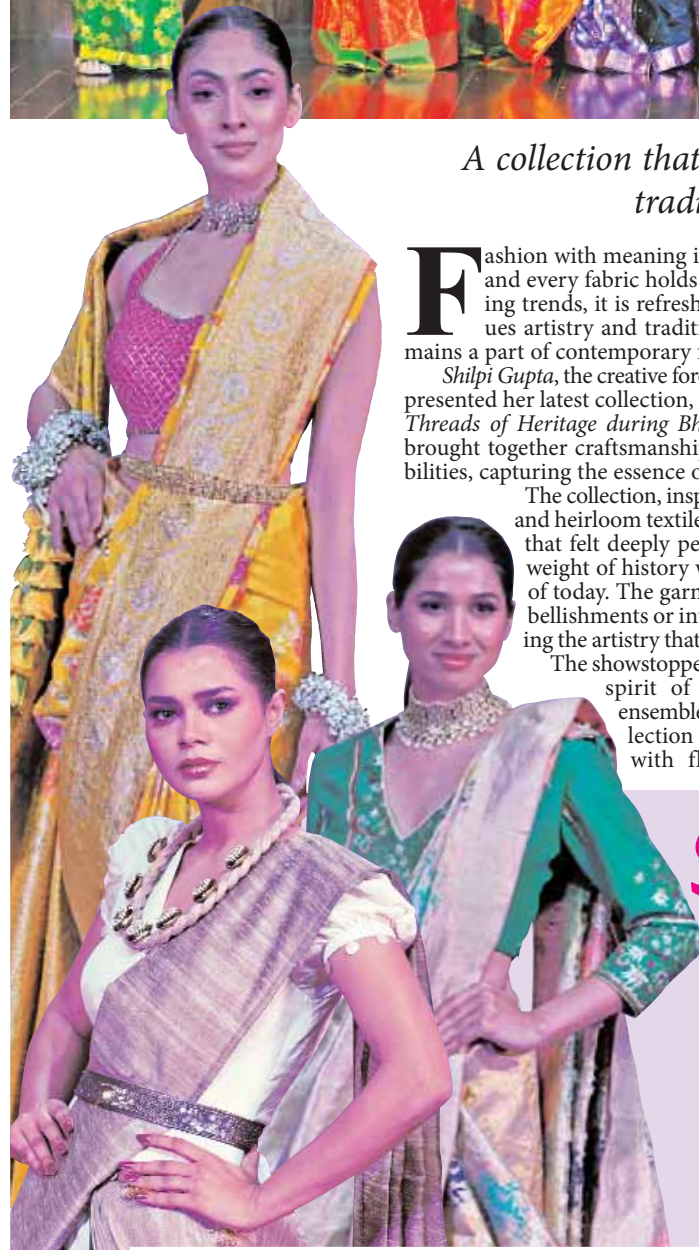 A collection that
tradi
Fashion with meaning i
and every fabric holds
ing trends, it is refresh
ues artistry and traditi
mains a part of contemporary
Shilpi Gupta, the creative for
presented her latest collection,
Threads of Heritage during Bh
brought together craftsmanshi
bilities, capturing the essence o
The collection, insp
and heirloom textile
that felt deeply pe
weight of history w
of today. The garn
bellishments or in
ing the artistry that
The showstoppe
spirit of
ensemble
lection
with fl